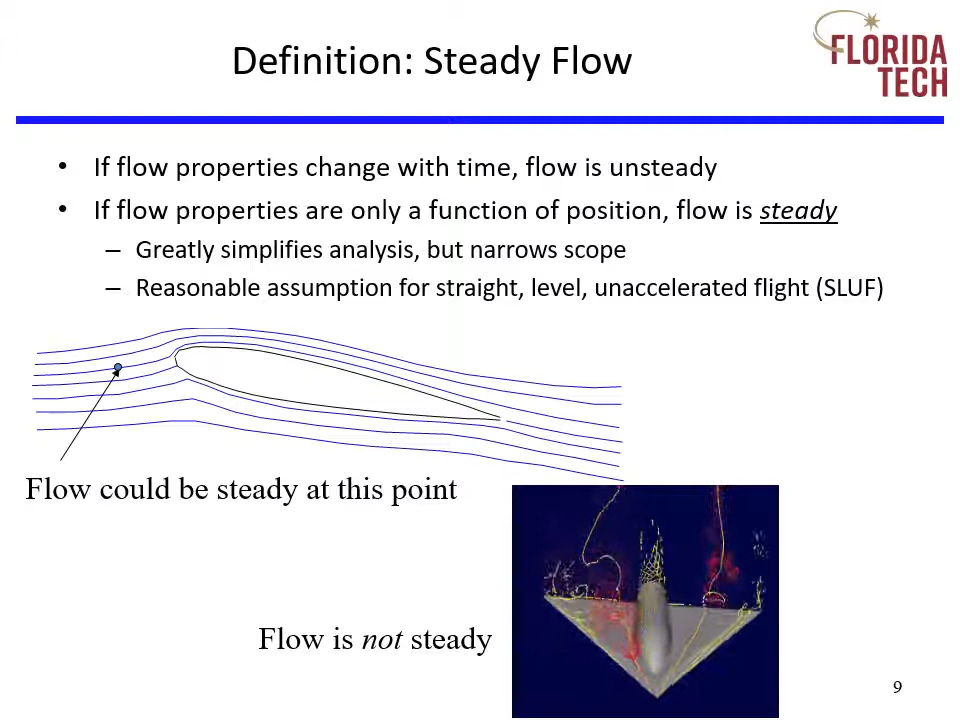 Definition: Steady Flow
FLORIDA
TECH
• If flow properties change with time, flow is unsteady
• If flow properties are only a function of position, flow is steady
– Greatly simplifies analysis, but narrows scope
– Reasonable assumption for straight, level, unaccelerated flight (SLUF)
Flow could be steady at this point
Flow is not steady
9